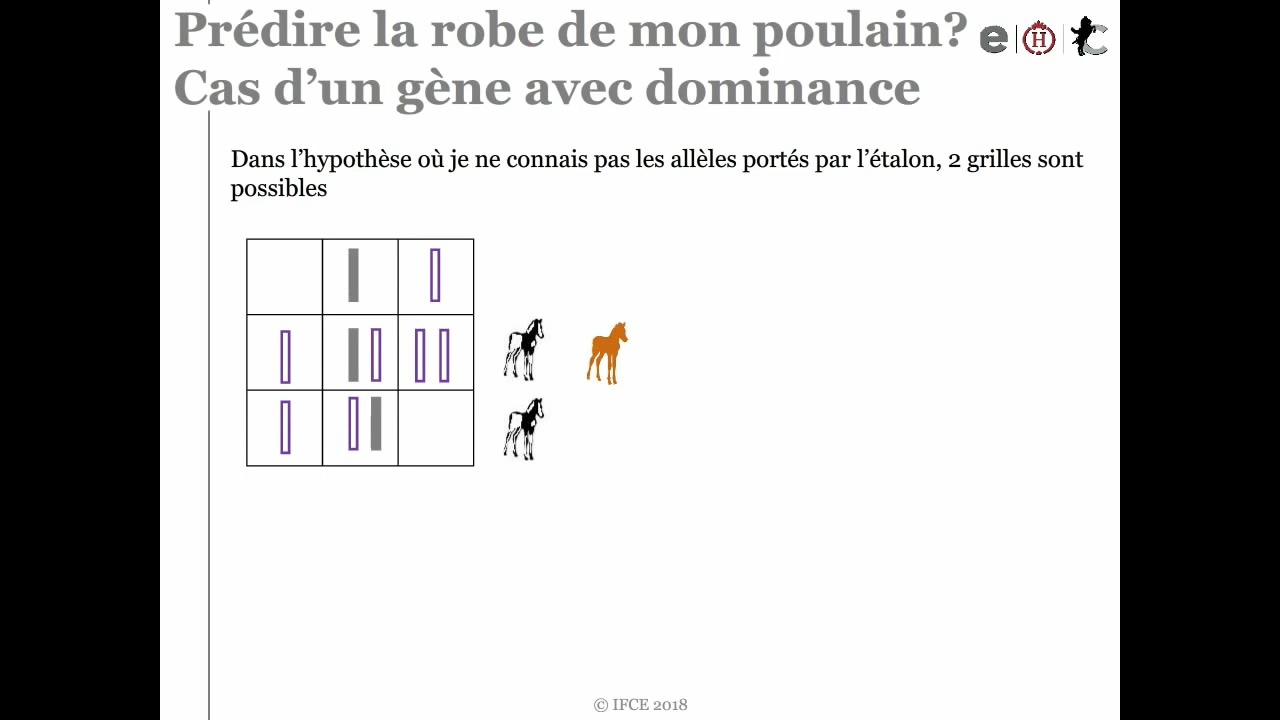 Prédire la robe de mon poulain?
Cas d’un gène avec dominance
e H C
Dans l’hypothèse où je ne connais pas les allèles portés par l’étalon, 2 grilles sont
possibles
© IFCE 2018